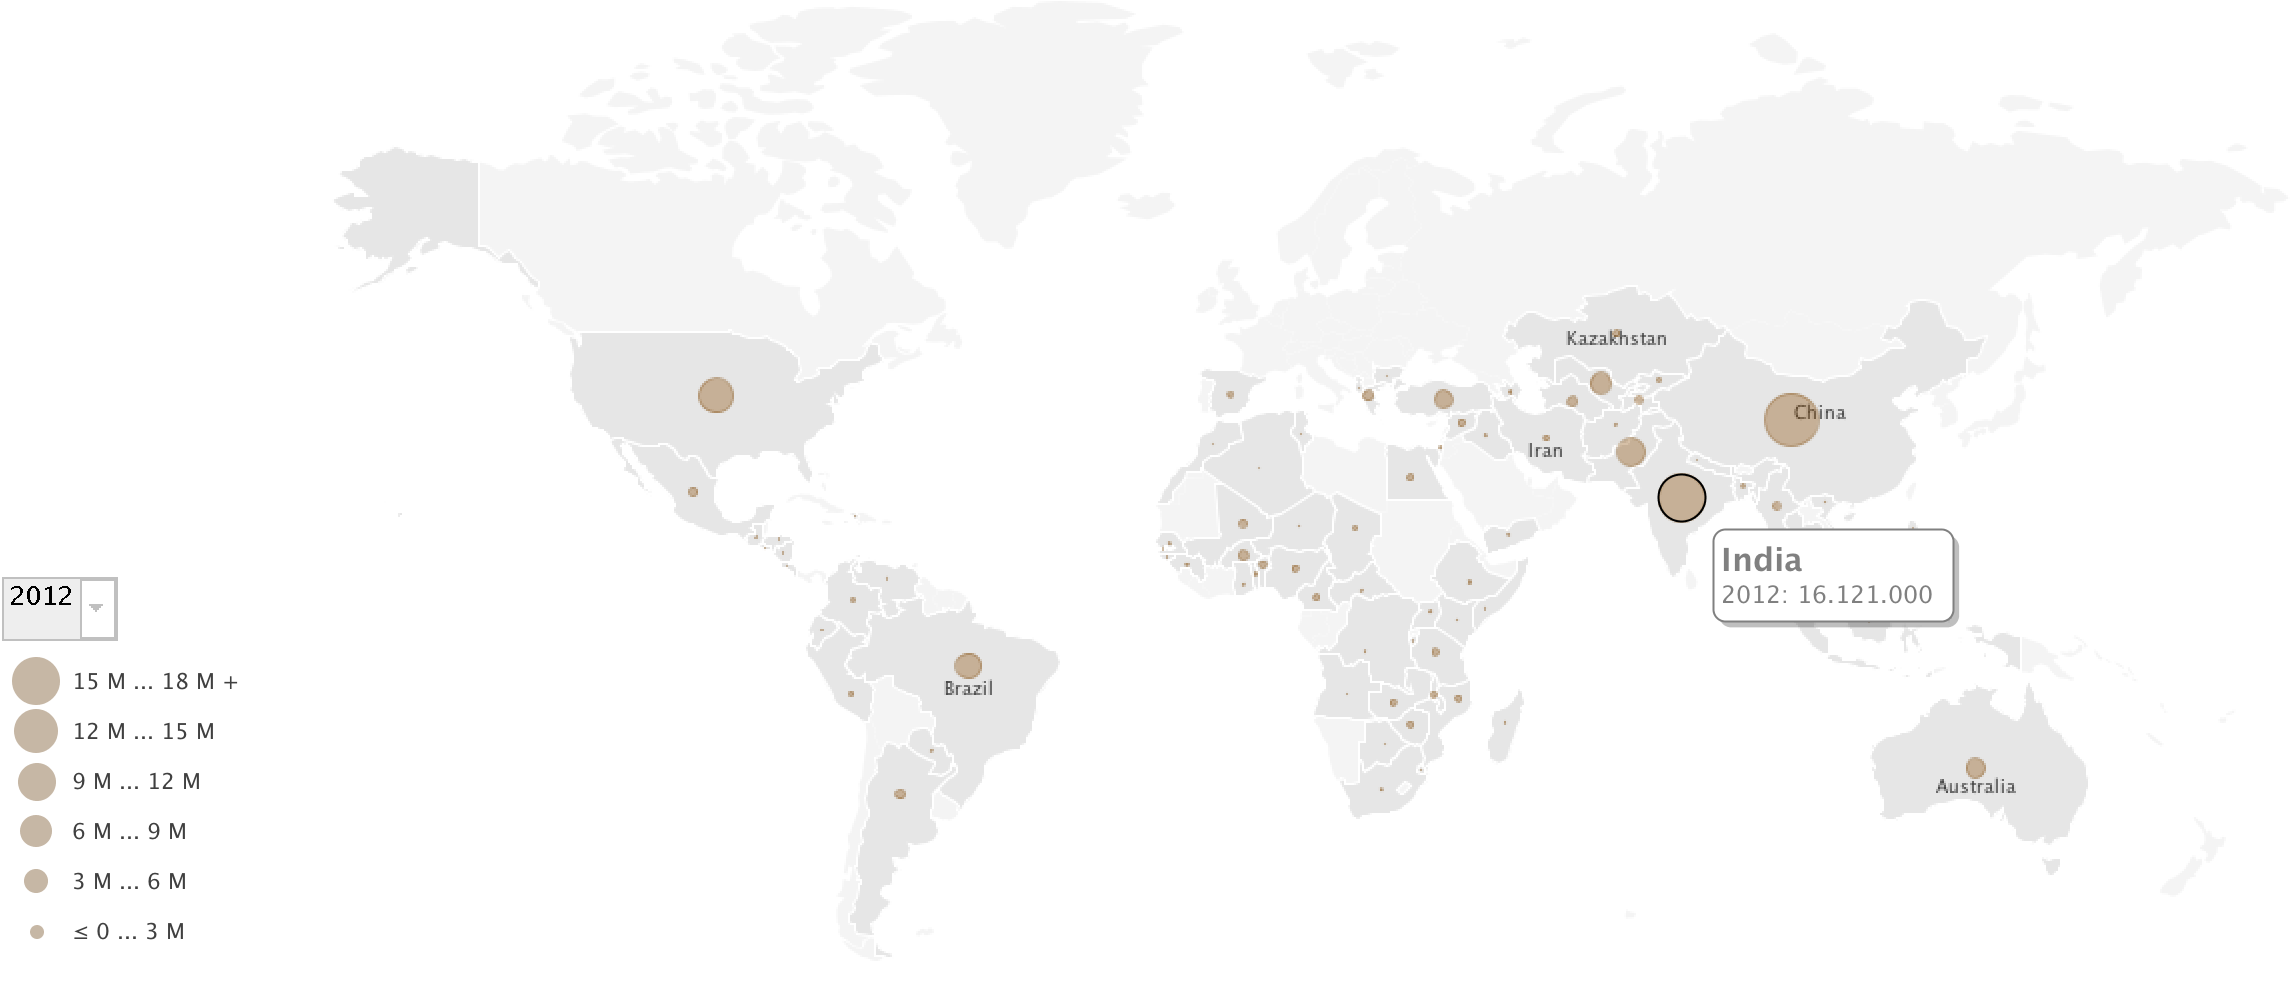 Kazakhstan
China
Iran
India
2012: 16.121.000
2012
15 M ... 18 M +
12 M ... 15 M
9 M ... 12 M
6 M ... 9 M
3 M ... 6 M
≤ 0 ... 3 M
Brazil
Australia